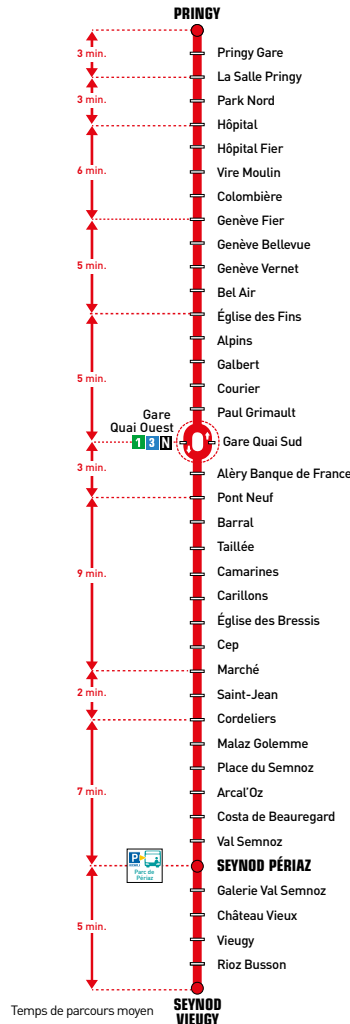 PRINGY
3 min.
Pringy Gare
La Salle Pringy
3 min.
Park Nord
Hôpital
Hôpital Fier
6 min.
Vire Moulin
Colombière
Genève Fier
Genève Bellevue
5 min.
Genève Vernet
Bel Air
Église des Fins
Alpins
Galbert
5 min.
Courier
Paul Grimault
Gare
Quai Ouest
1 3 N
Gare Quai Sud
3 min.
Alèry Banque de France
Pont Neuf
Barral
Taillée
9 min.
Camarines
Carillons
Église des Bressis
Cep
Marché
2 min.
Saint-Jean
Cordeliers
Malaz Golemme
Place du Semnoz
7 min.
Arcal'Oz
Costa de Beauregard
Val Semnoz
P
Parc de
Périaz
SEYNOD PÉRIAZ
Galerie Val Semnoz
Château Vieux
5 min.
Vieugy
Rioz Busson
Temps de parcours moyen
SEYNOD
VIEUGY